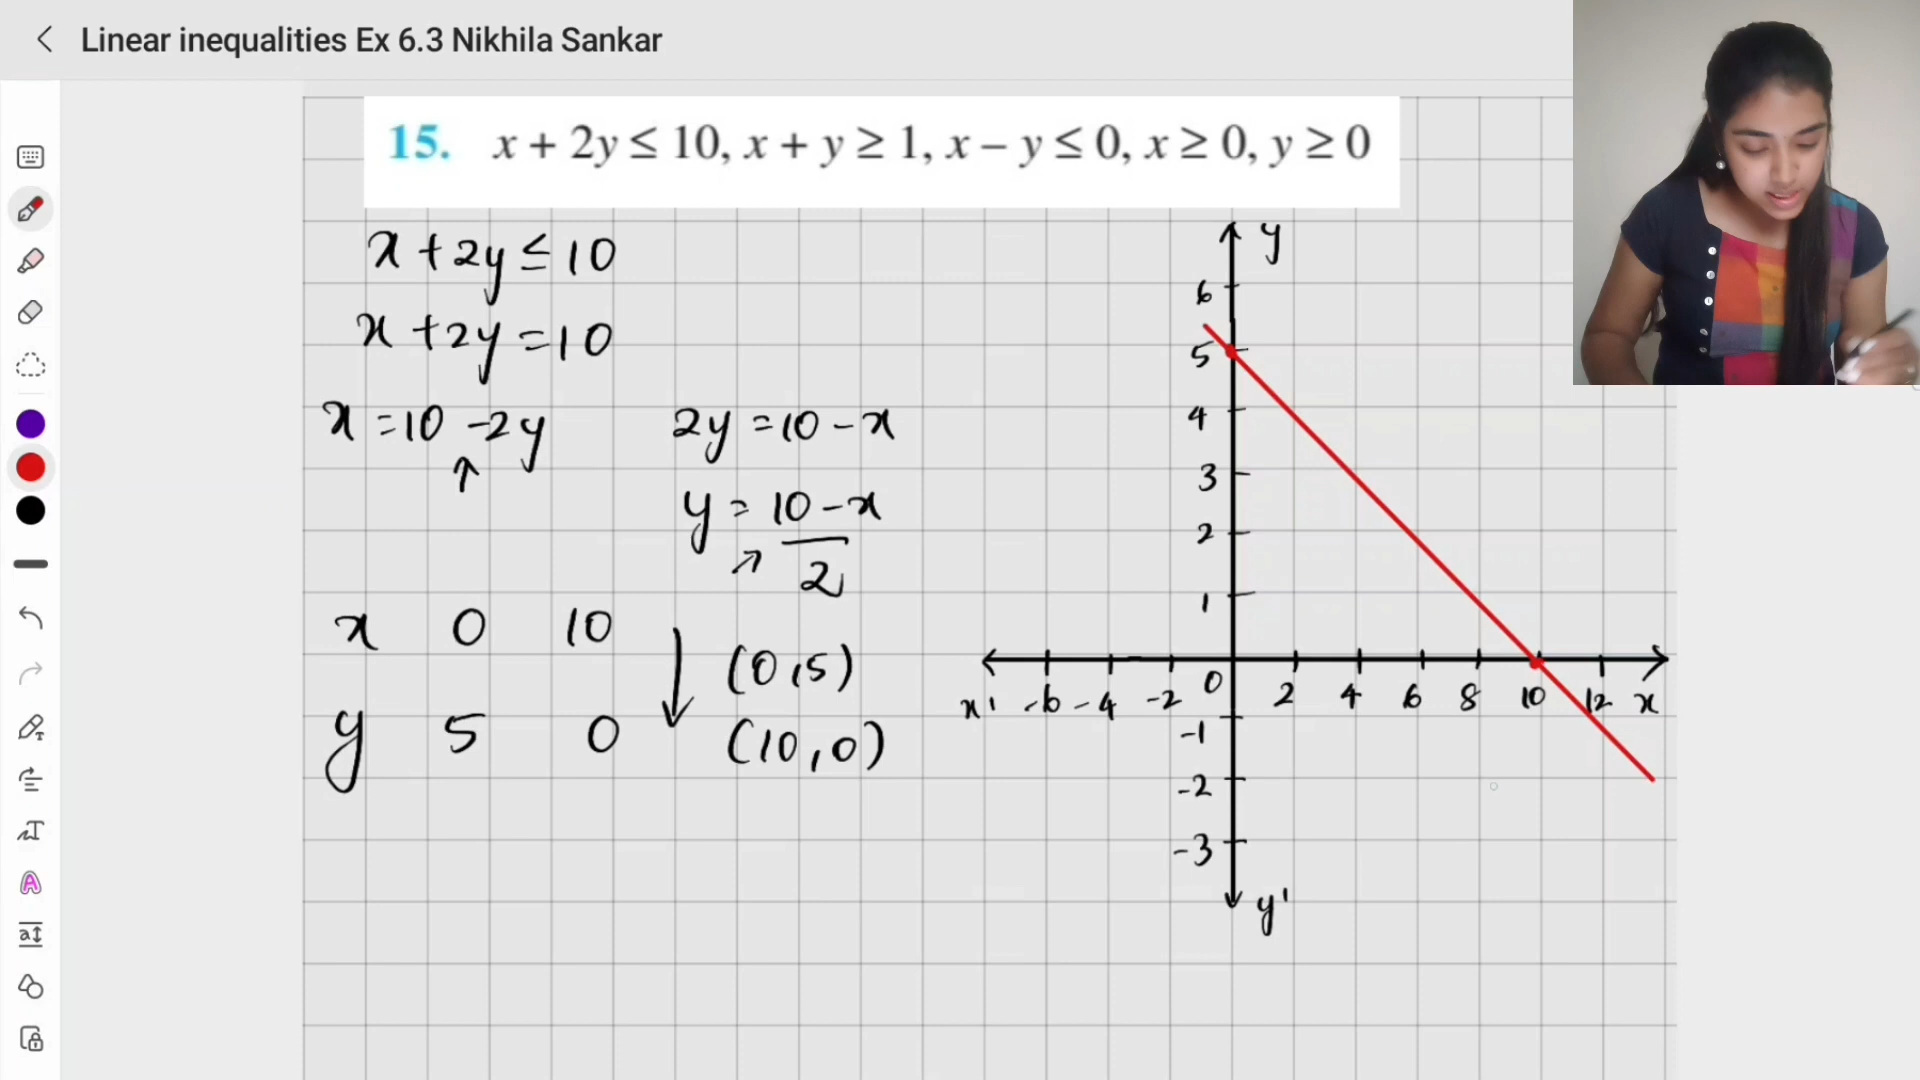 Linear inequalities Ex 6.3 Nikhila Sankar
15. x + 2y ≤ 10, x + y ≥ 1, x – y ≤ 0, x ≥ 0, y ≥ 0
x + 2y ≤ 10
x + 2y = 10
x = 10 - 2y
↑
2y = 10 - x
y = 10 - x / 2
↗
x 0 10
y 5 0
↓
(0,5)
(10,0)
y
6
5
4
3
2
1
x' -6 -4 -2 0 2 4 6 8 10 12 x
-1
-2
-3
y'